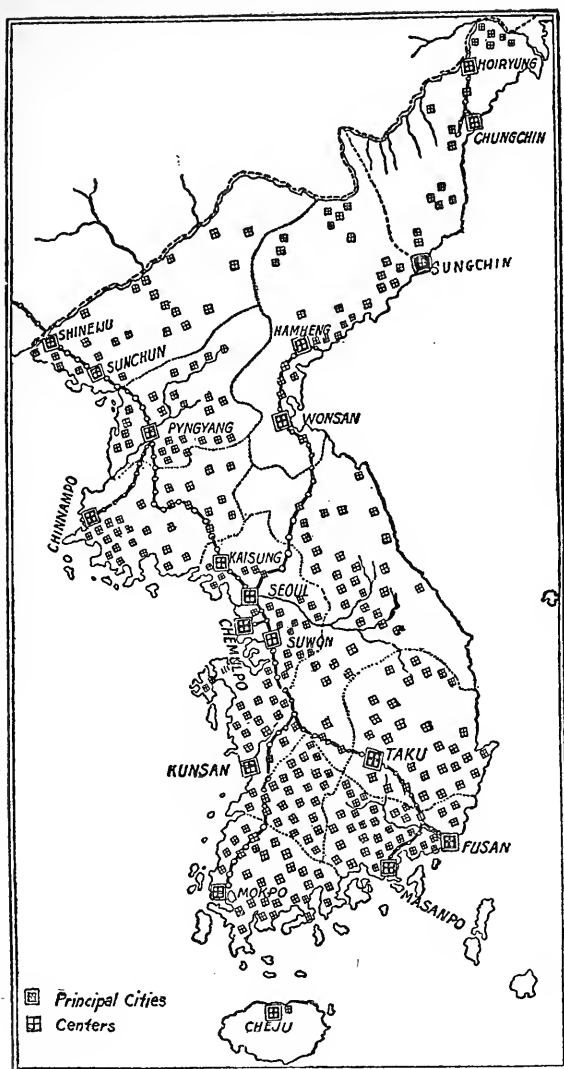 HOIRYUNG
CHUNGCHIN
SUNGCHIN
SHINEIJU
HAMHENG
SUNCHUN
WONSAN
PYNGYANG
CHINNAMPO
KAISUNG
SEOUL
CHEMULPO
SUWON
KUNSAN
TAKU
FUSAN
MASANPO
MOKPO
Principal Cities
Centers
CHEJU